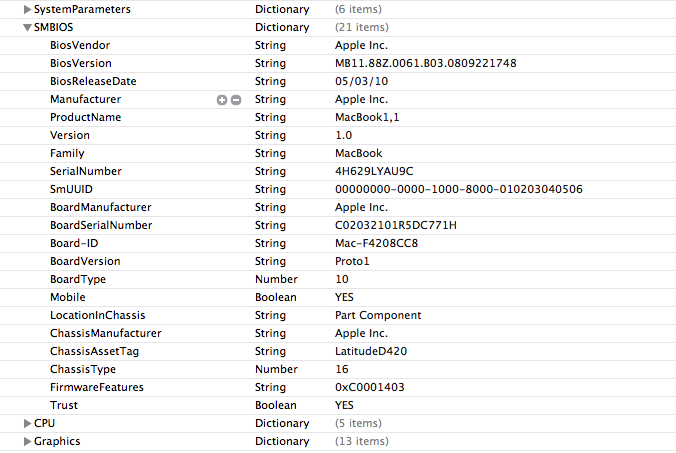 SystemParameters Dictionary (6 items)
SMBIOS Dictionary (21 items)
BiosVendor String Apple Inc.
BiosVersion String MB11.88Z.0061.B03.0809221748
BiosReleaseDate String 05/03/10
Manufacturer String Apple Inc.
ProductName String MacBook1,1
Version String 1.0
Family String MacBook
SerialNumber String 4H629LYAU9C
SmUUID String 00000000-0000-1000-8000-010203040506
BoardManufacturer String Apple Inc.
BoardSerialNumber String C02032101R5DC771H
Board-ID String Mac-F4208CC8
BoardVersion String Proto1
BoardType Number 10
Mobile Boolean YES
LocationInChassis String Part Component
ChassisManufacturer String Apple Inc.
ChassisAssetTag String LatitudeD420
ChassisType Number 16
FirmwareFeatures String 0xC0001403
Trust Boolean YES
CPU Dictionary (5 items)
Graphics Dictionary (13 items)